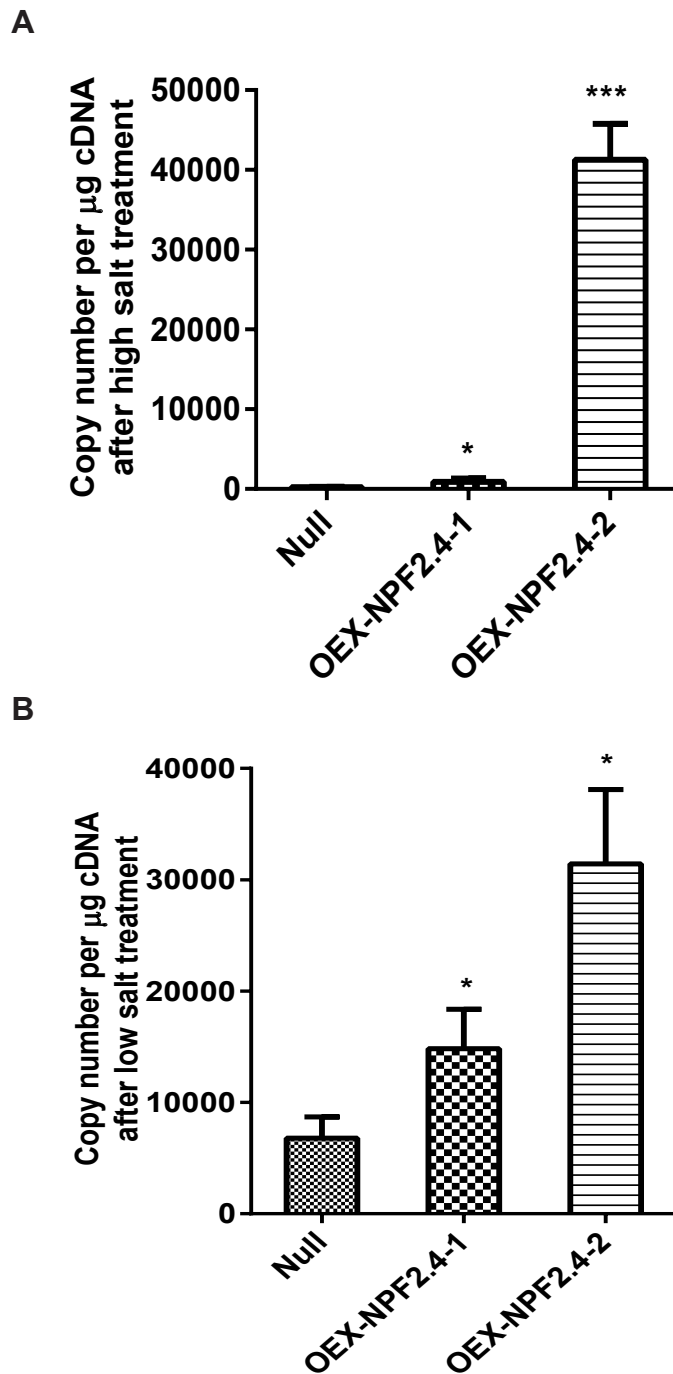 A
Copy number per μg cDNA
after high salt treatment
50000
40000
30000
20000
10000
0
***
*
Null
OEX-NPF2.4-1
OEX-NPF2.4-2
B
Copy number per μg cDNA
after low salt treatment
40000
30000
20000
10000
0
*
*
Null
OEX-NPF2.4-1
OEX-NPF2.4-2